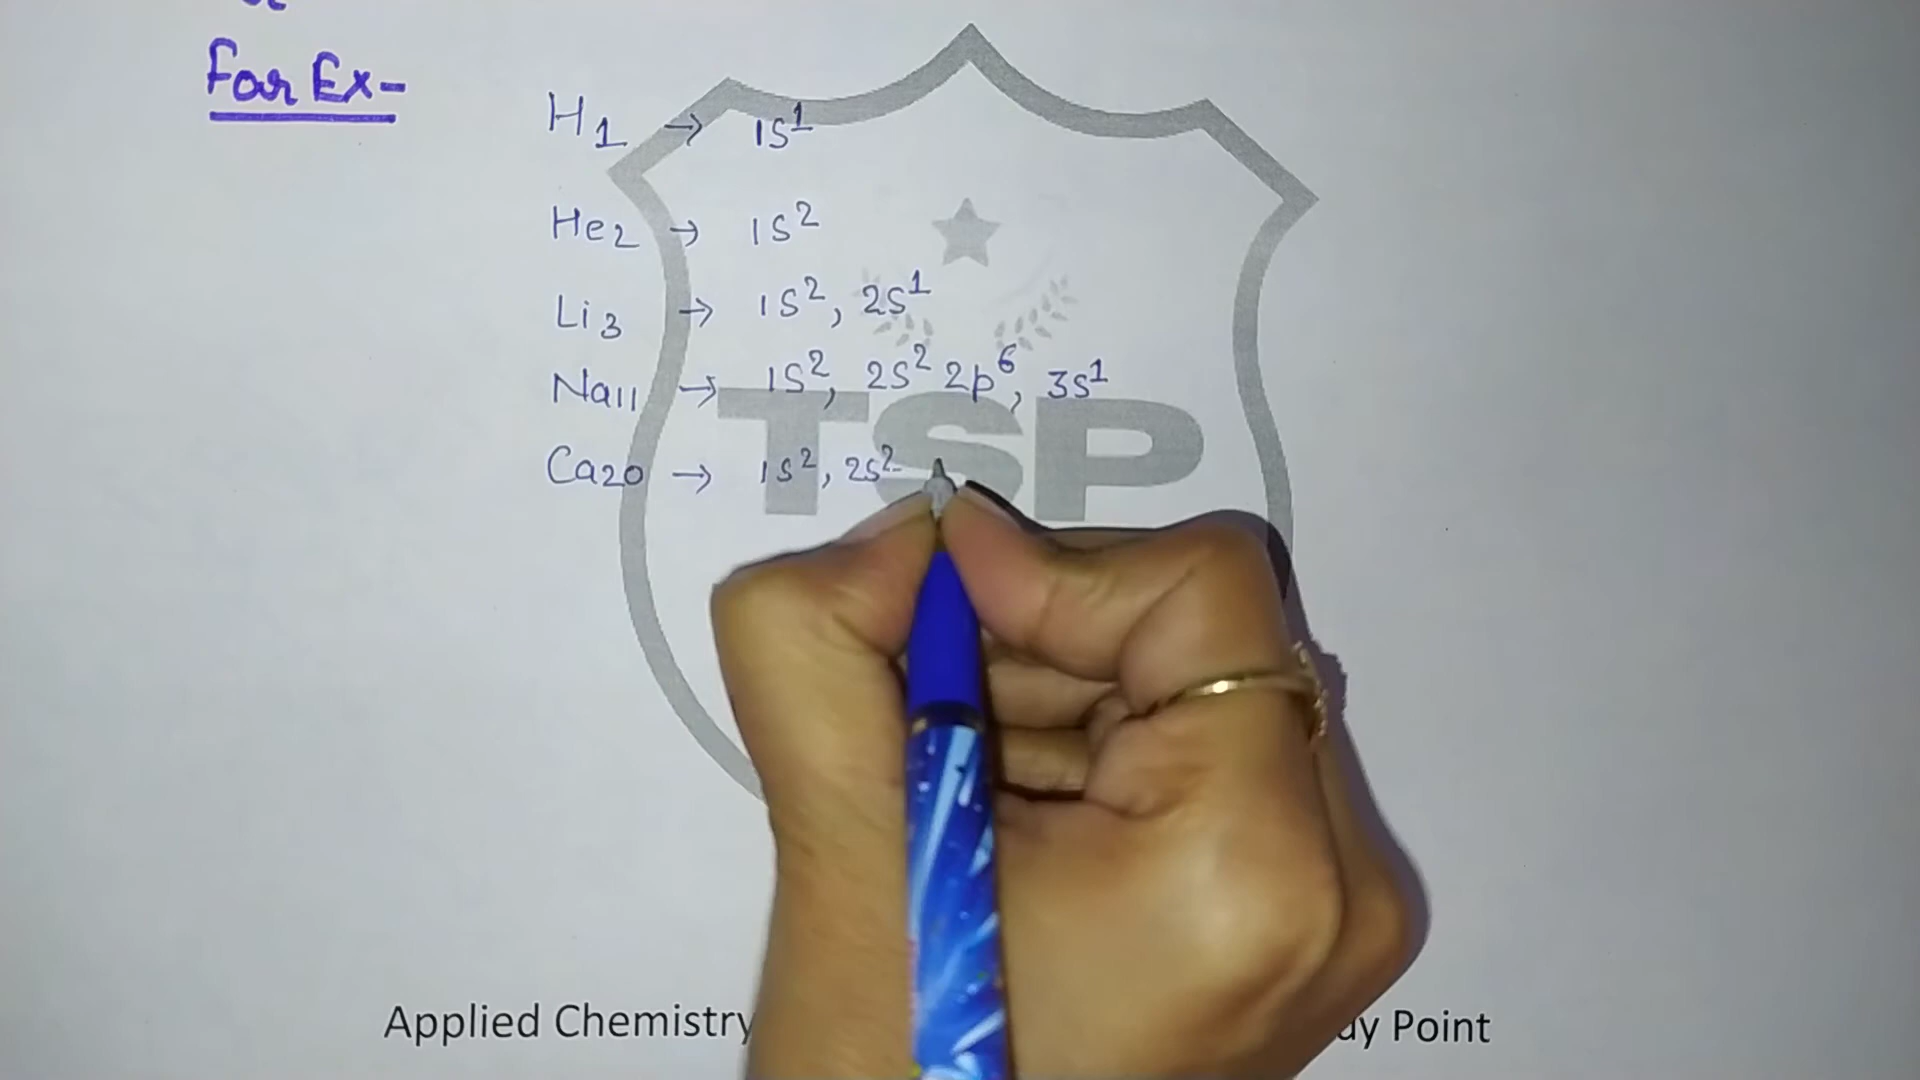 For Ex-
H₁ → 1s¹
He₂ → 1s²
Li₃ → 1s², 2s¹
Na₁₁ → 1s², 2s² 2p⁶, 3s¹
Ca₂₀ → 1s², 2s²
TSP
Applied Chemistry Point